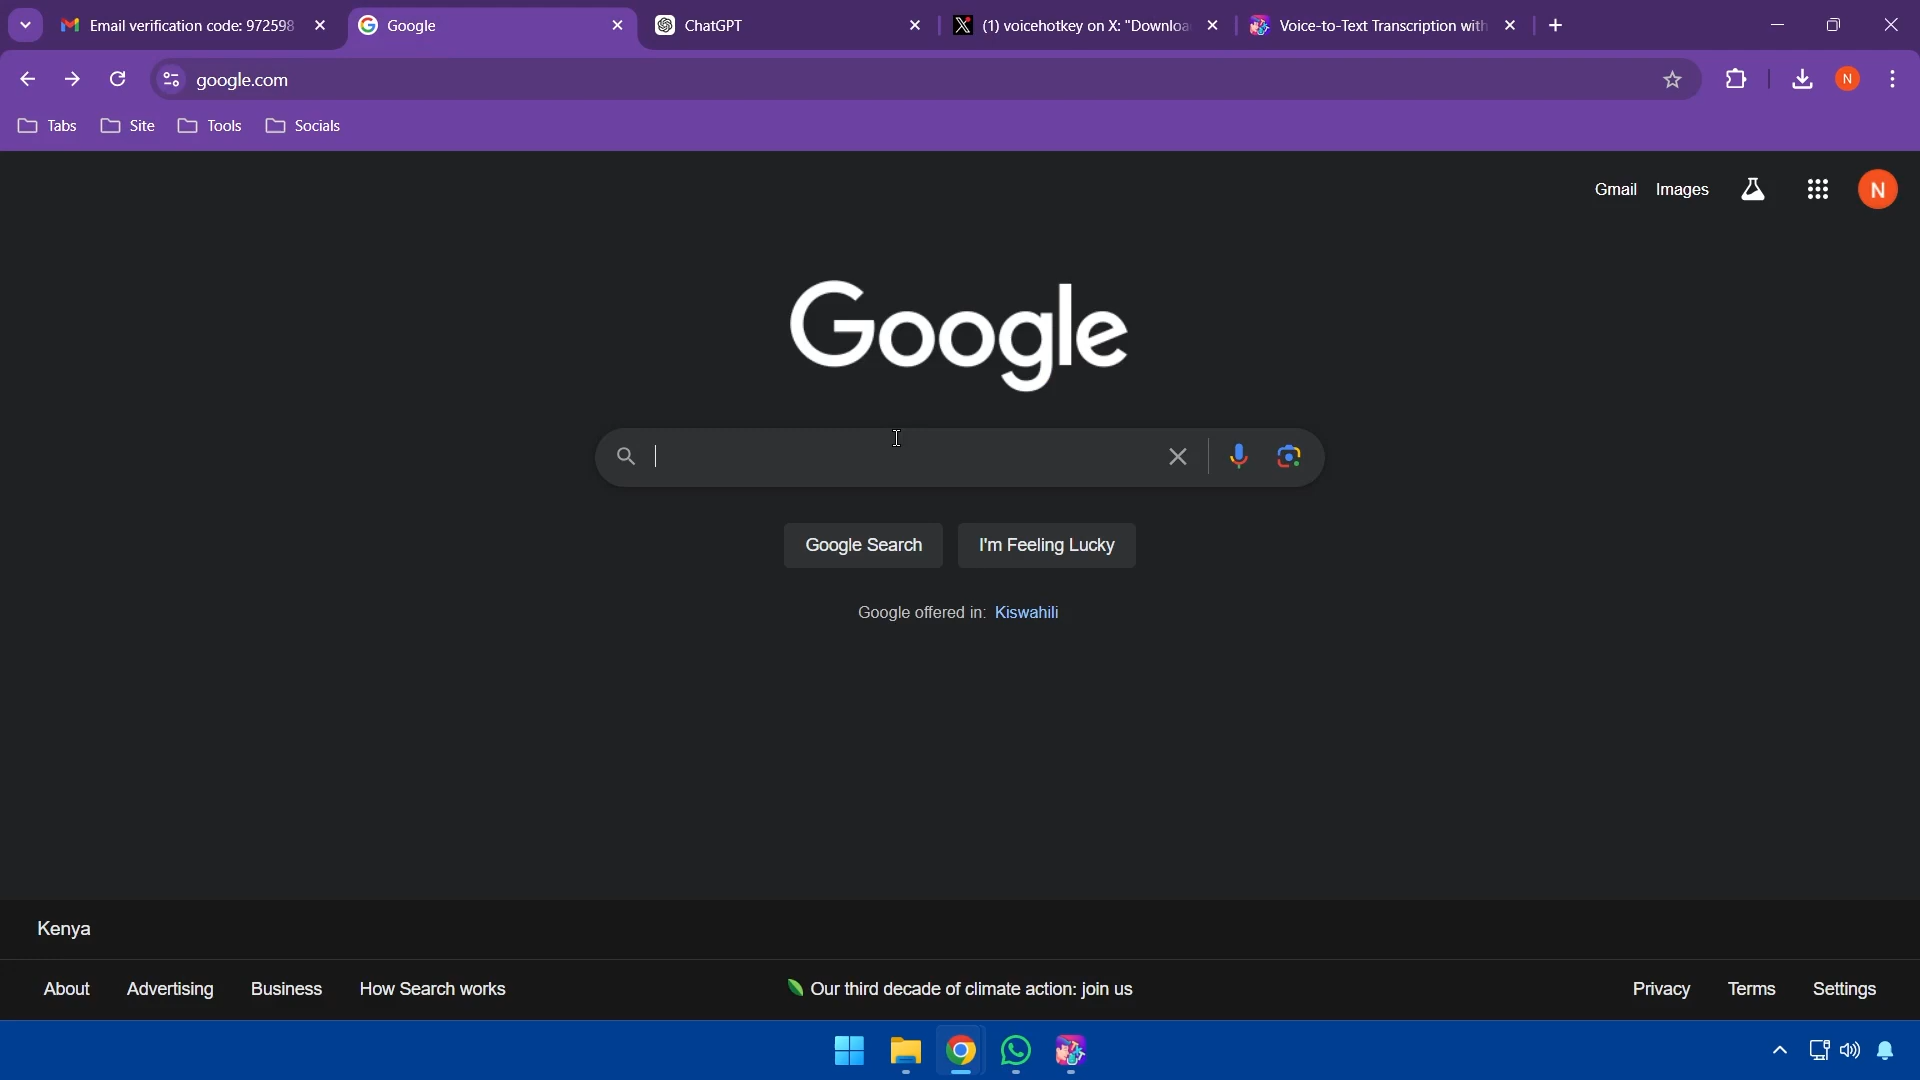 Email verification code: 972598
Google
ChatGPT
(1) voicehotkey on X: "Downloa
Voice-to-Text Transcription with
google.com
N
Tabs
Site
Tools
Socials
Gmail
Images
N
Google
Google Search
I'm Feeling Lucky
Google offered in: Kiswahili
Kenya
About
Advertising
Business
How Search works
Our third decade of climate action: join us
Privacy
Terms
Settings